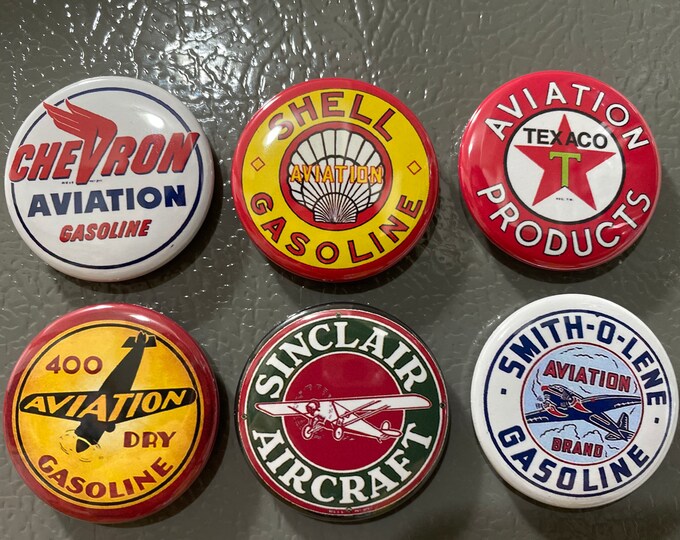 CHEVRON
AVIATION
GASOLINE
SHELL
AVIATION
GASOLINE
AVIATION
TEXACO
T
PRODUCTS
400
AVIATION
DRY
GASOLINE
SINCLAIR
AIRCRAFT
SMITH-O-LENE
AVIATION
BRAND
GASOLINE